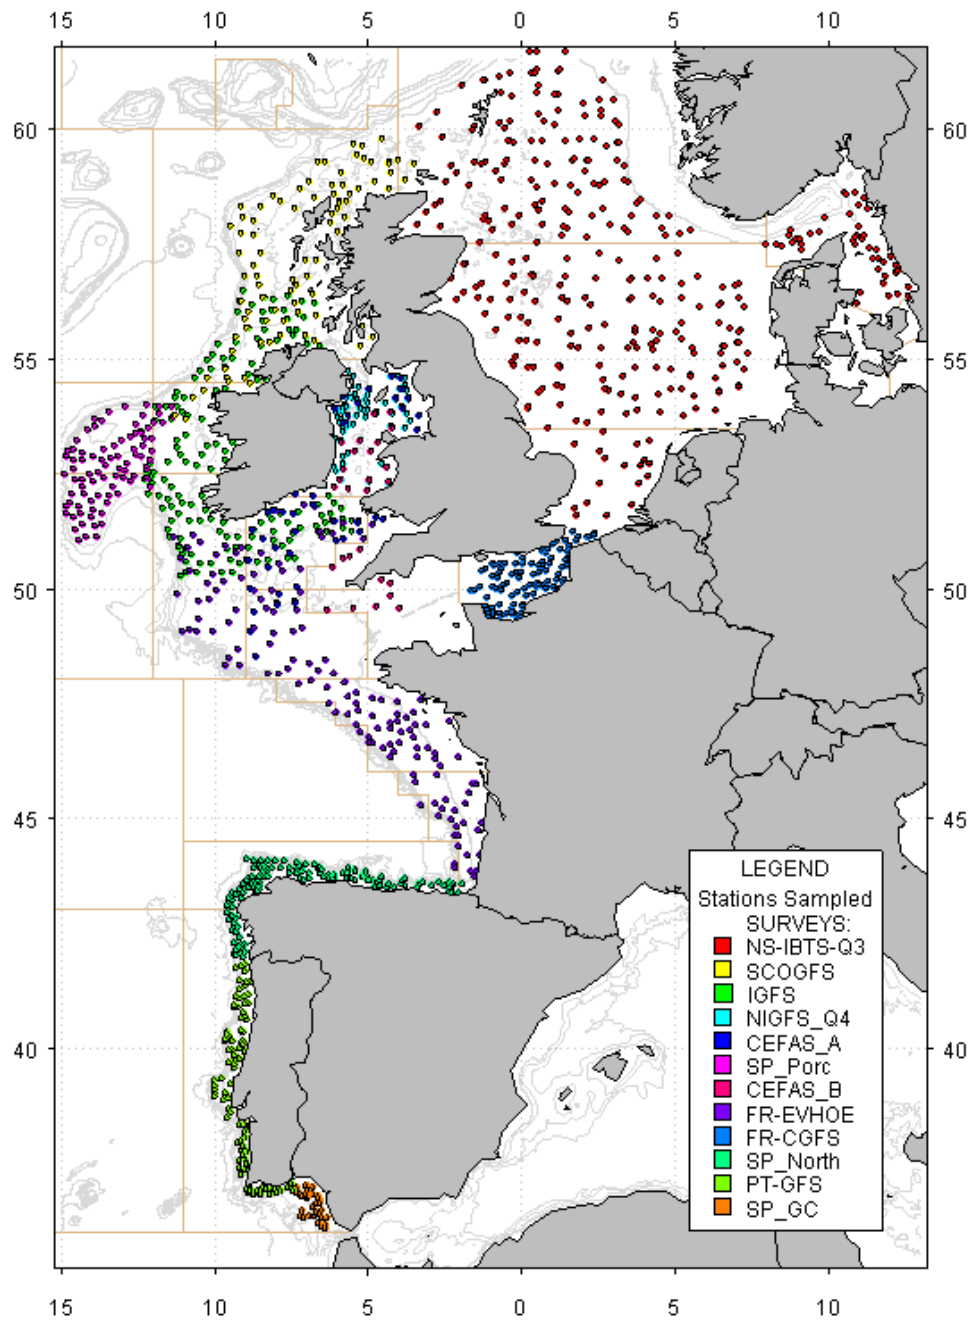 15 10 5 0 5 10
60 60
55 55
50 50
45 45
LEGEND
Stations Sampled
SURVEYS:
NS-IBTS-Q3
SCOGFS
IGFS
NIGFS_Q4
40 CEFAS_A 40
SP_Porc
CEFAS_B
FR-EVHOE
FR-CGFS
SP_North
PT-GFS
SP_GC
15 10 5 0 5 10